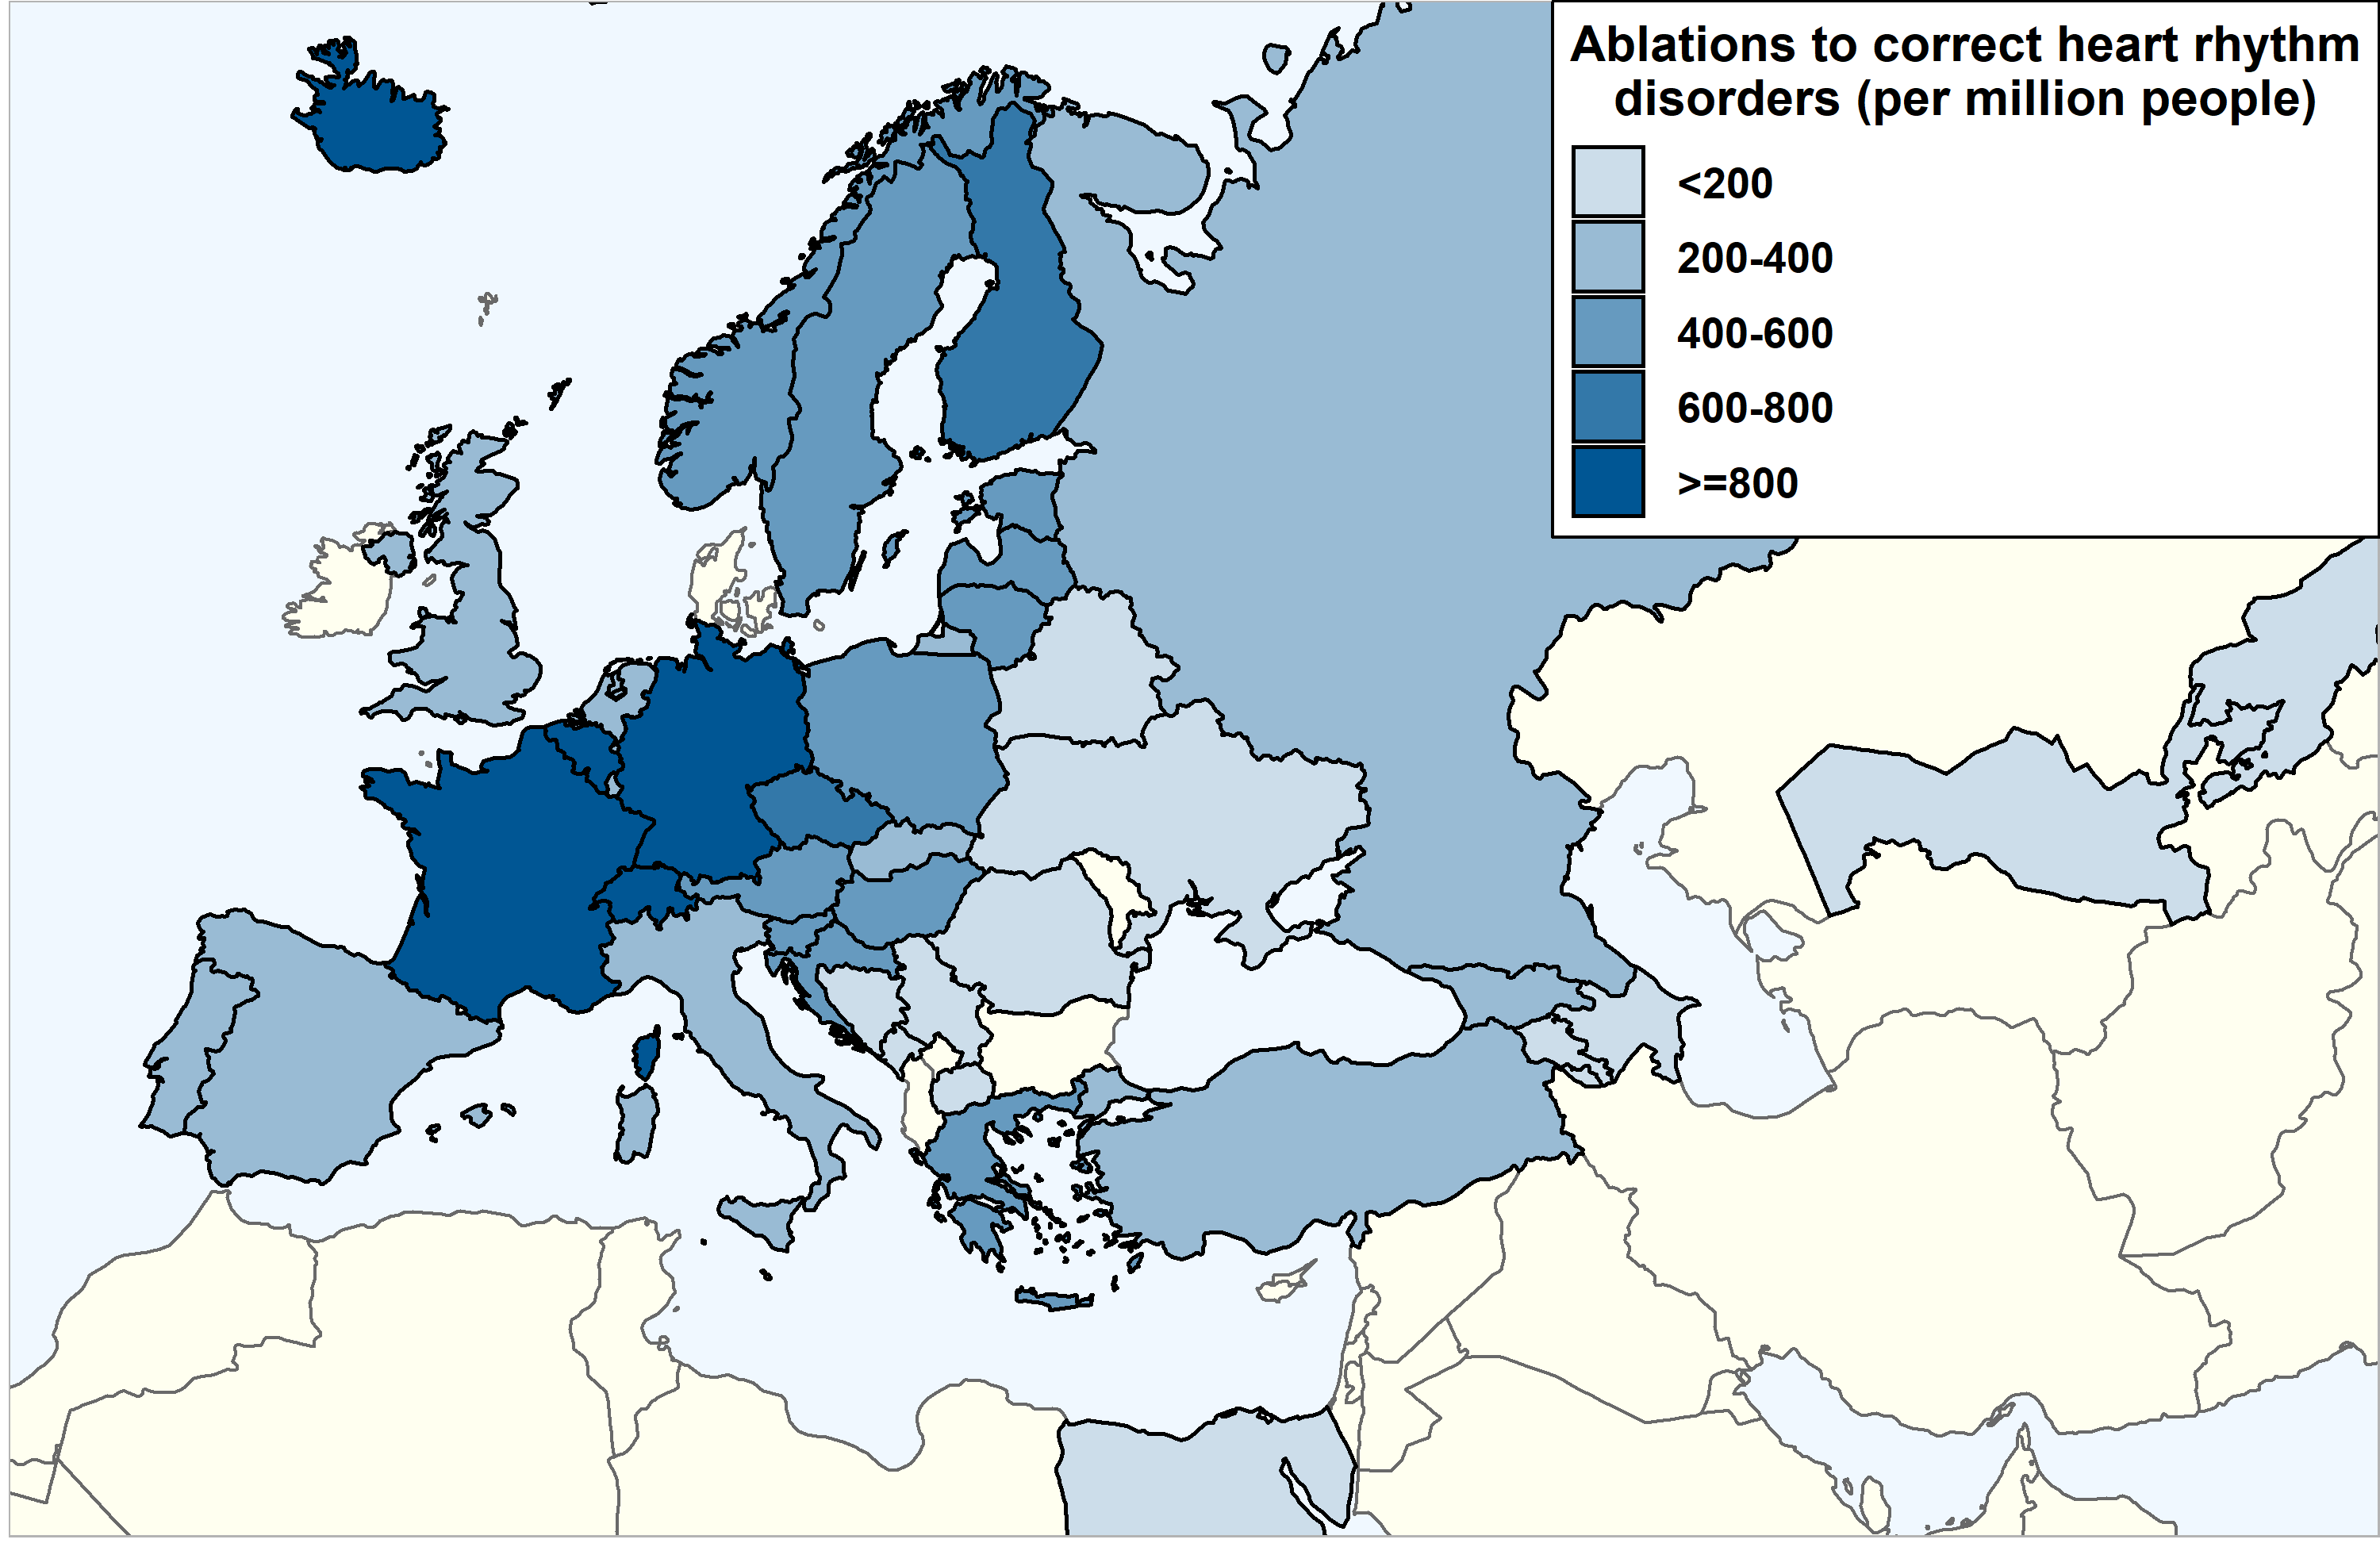 Ablations to correct heart rhythm
disorders (per million people)
<200
200-400
400-600
600-800
>=800